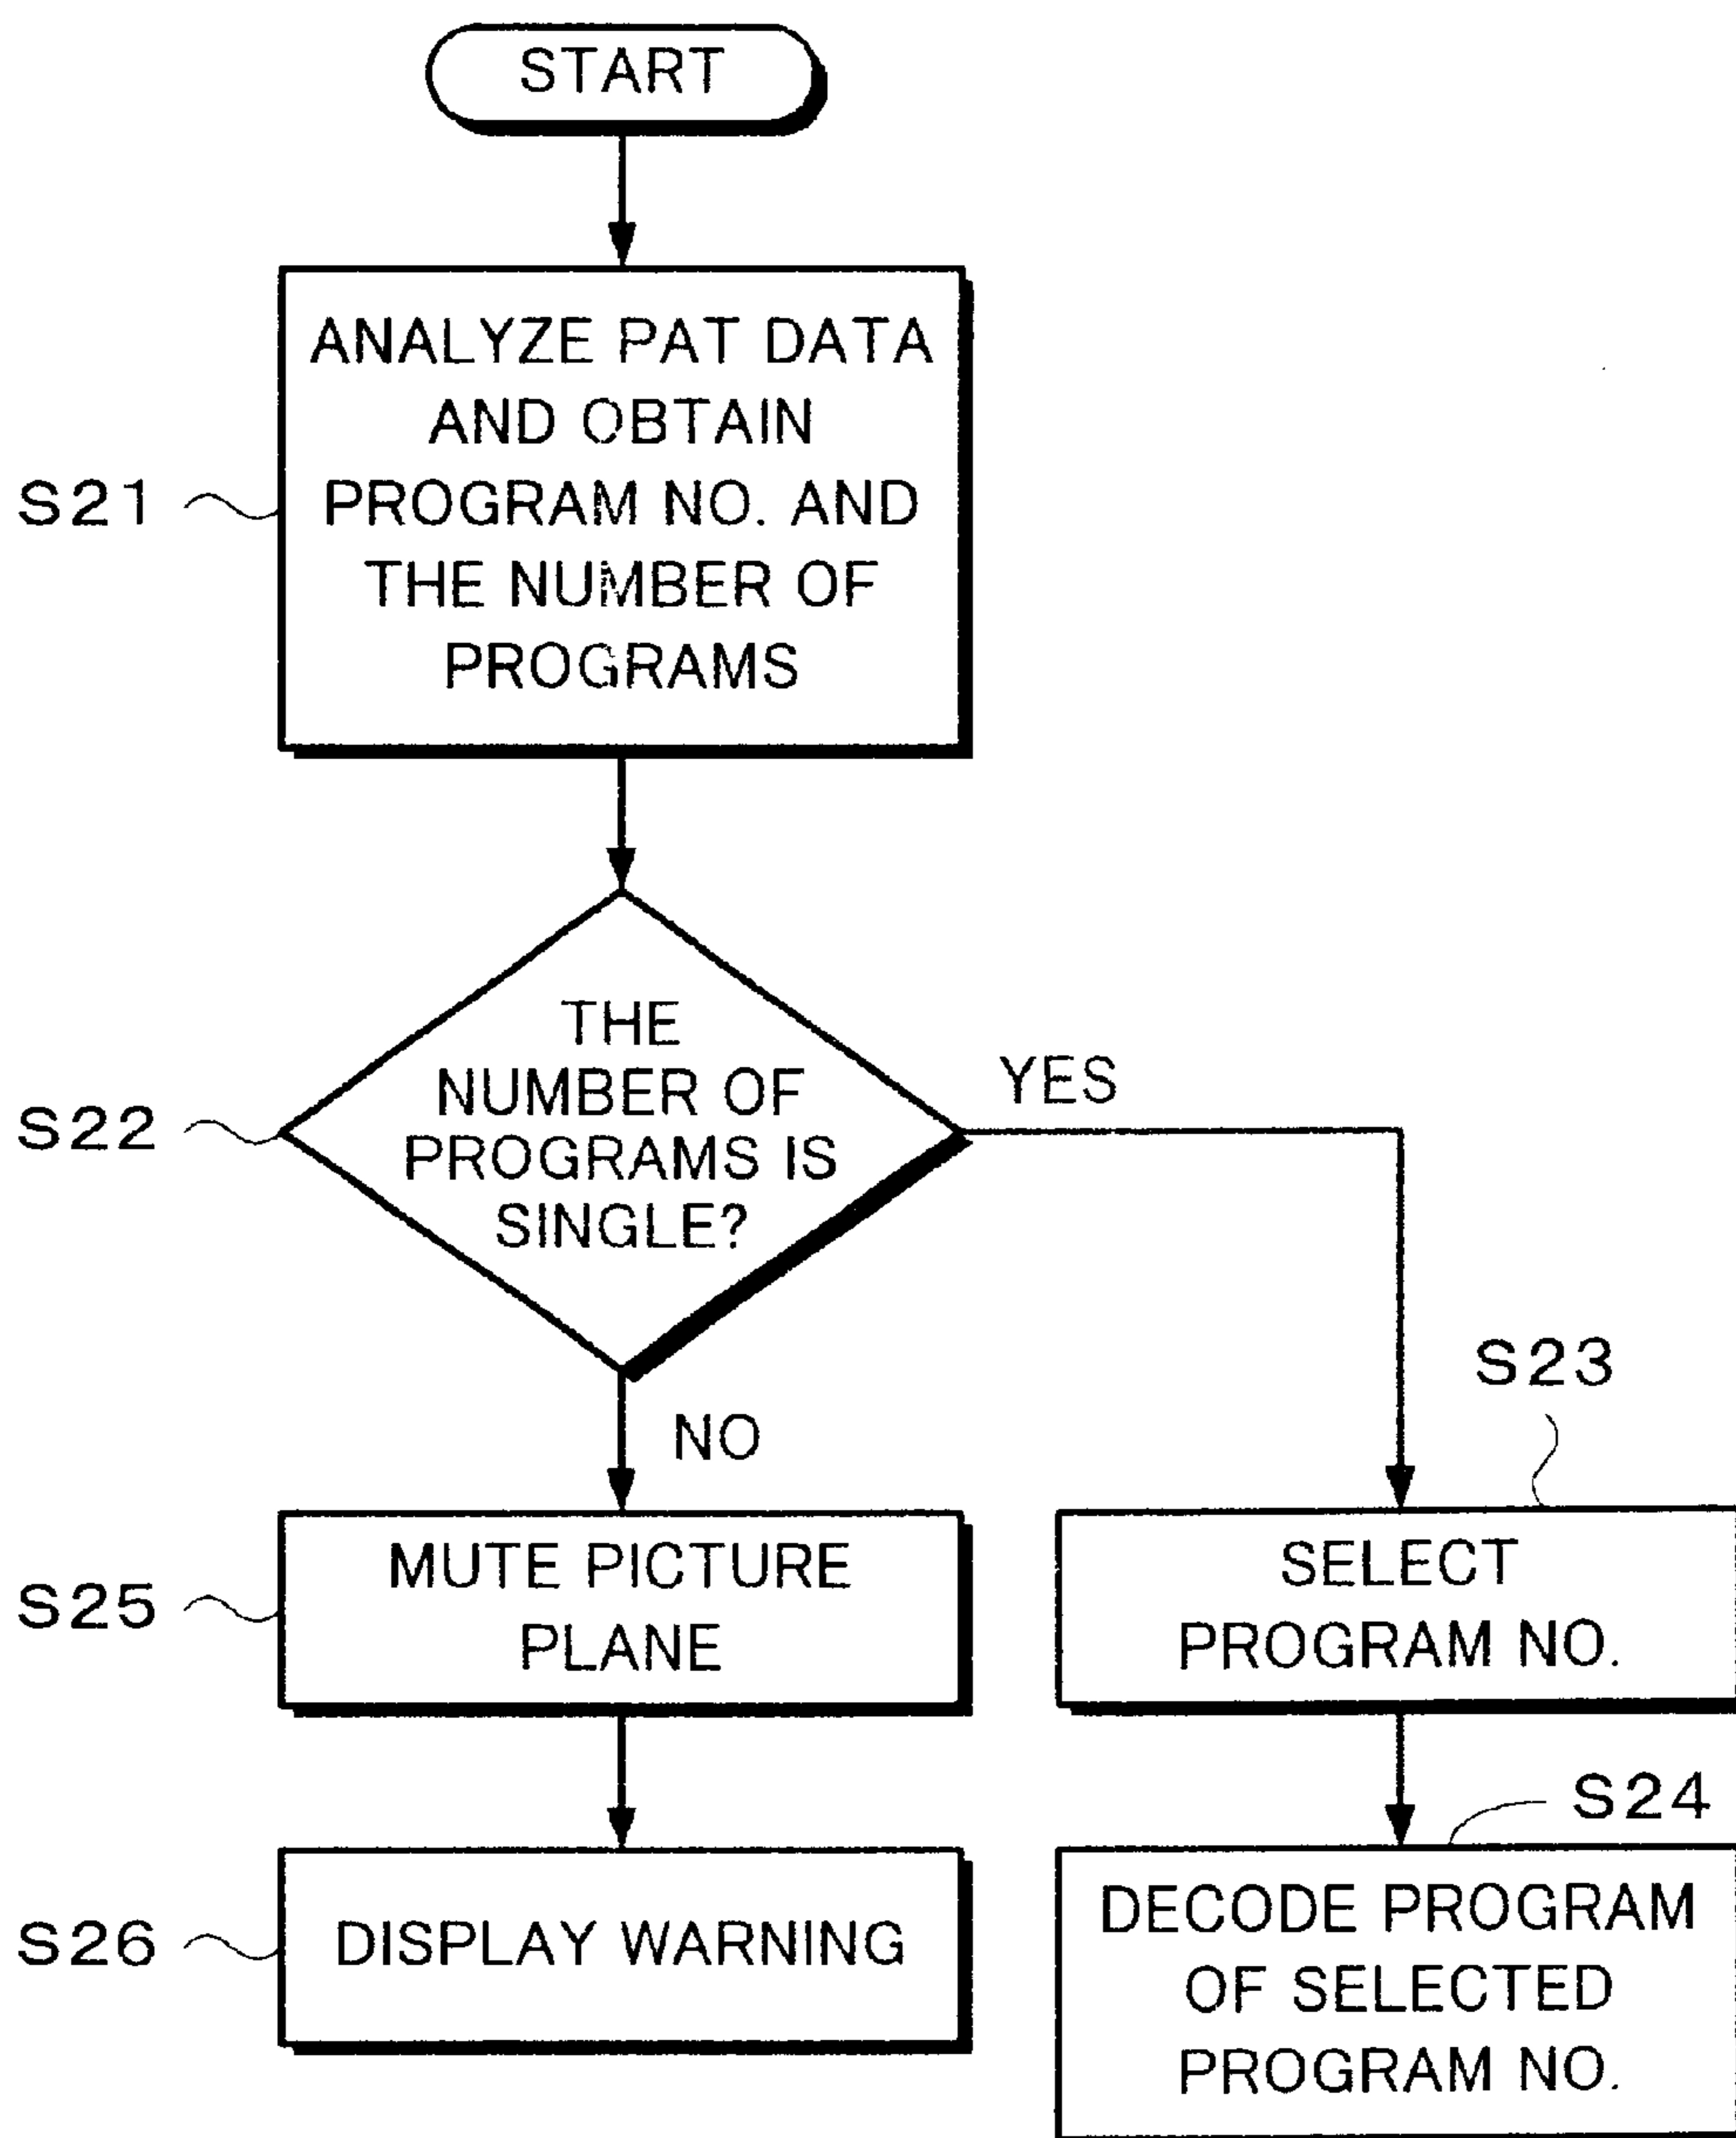 START
S21
ANALYZE PAT DATA
AND OBTAIN
PROGRAM NO. AND
THE NUMBER OF
PROGRAMS
S22
THE
NUMBER OF
PROGRAMS IS
SINGLE?
YES
NO
S25
MUTE PICTURE
PLANE
S26
DISPLAY WARNING
S23
SELECT
PROGRAM NO.
S24
DECODE PROGRAM
OF SELECTED
PROGRAM NO.